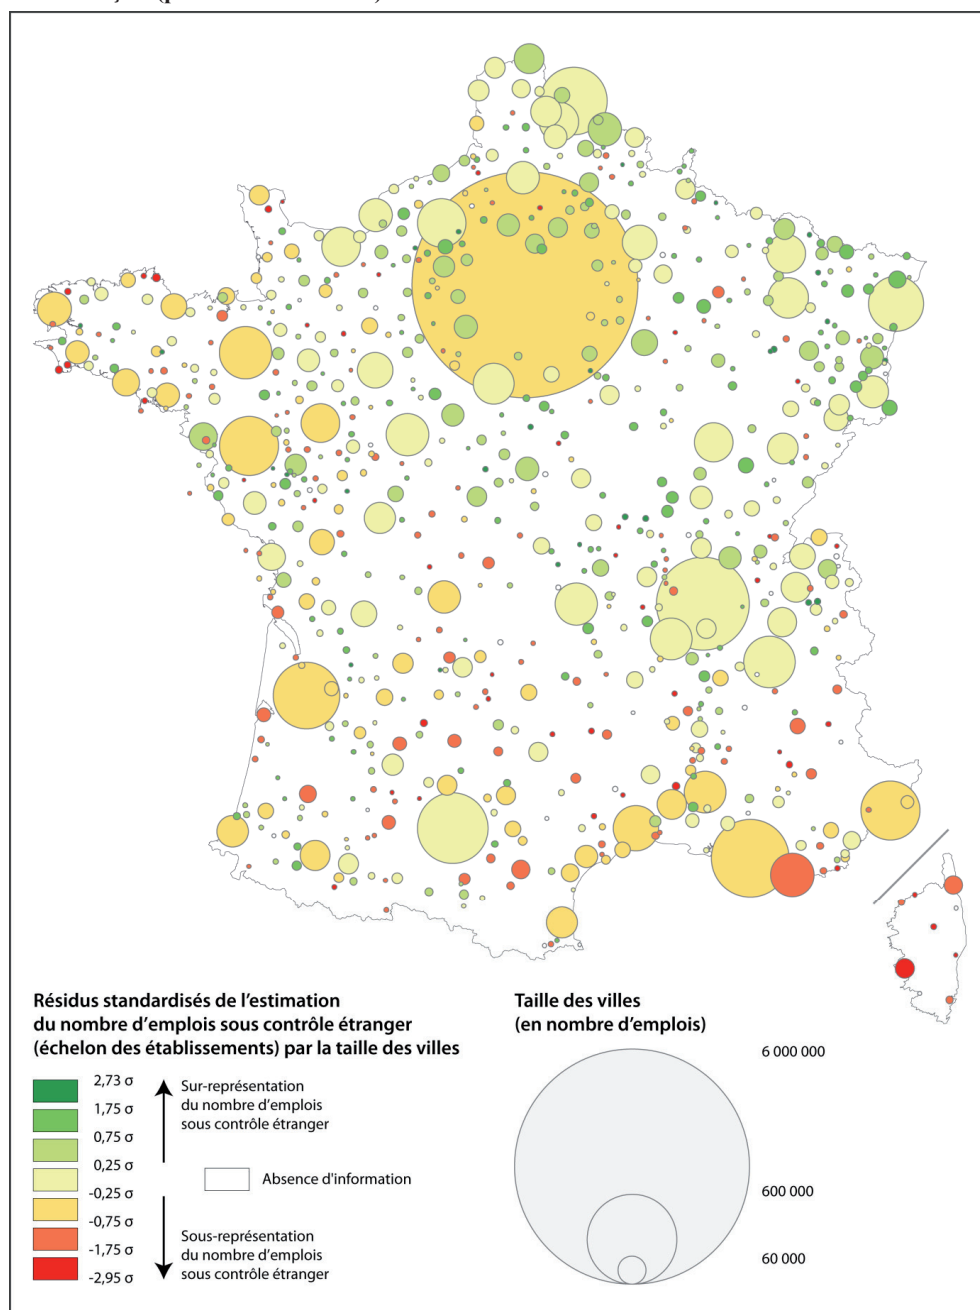 Résidus standardisés de l’estimation
du nombre d’emplois sous contrôle étranger
(échelon des établissements) par la taille des villes
2,73 σ
1,75 σ
0,75 σ
0,25 σ
-0,25 σ
-0,75 σ
-1,75 σ
-2,95 σ
Sur-représentation
du nombre d’emplois
sous contrôle étranger
Absence d'information
Sous-représentation
du nombre d’emplois
sous contrôle étranger
Taille des villes
(en nombre d’emplois)
6 000 000
600 000
60 000